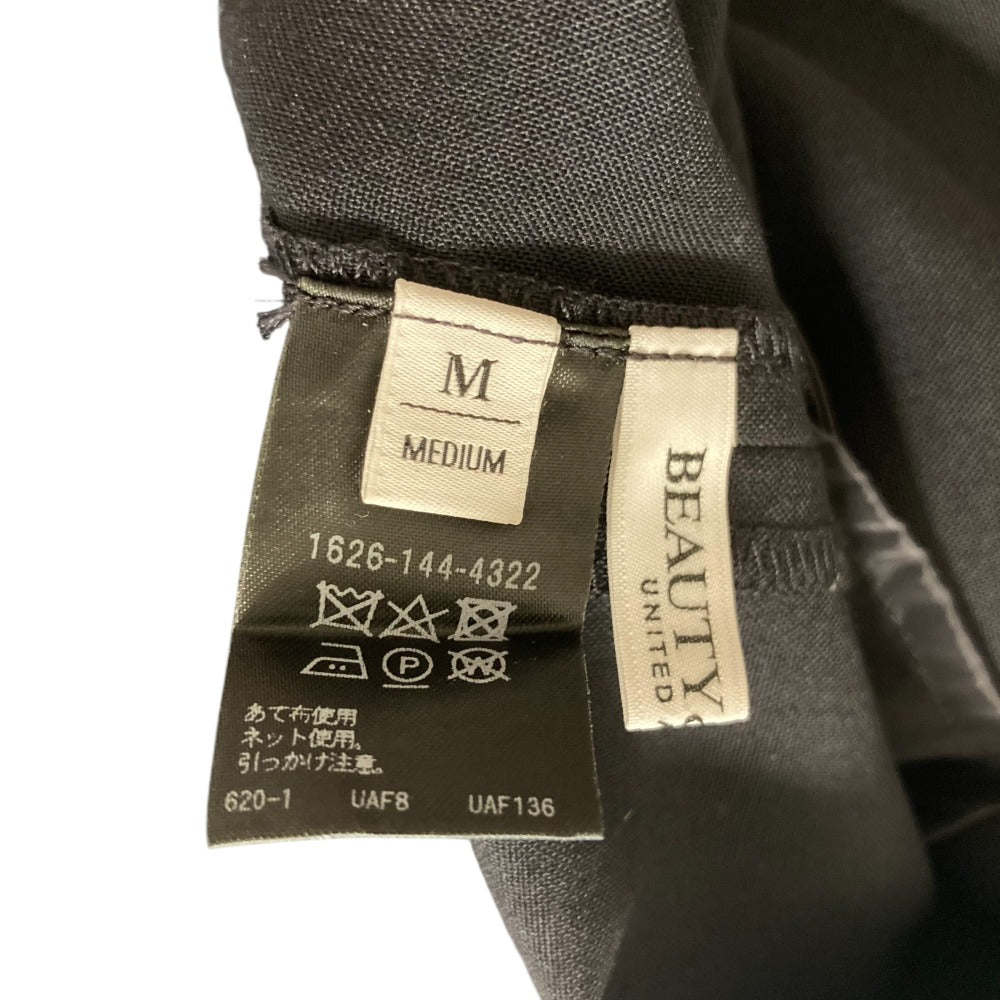 M
MEDIUM
1626-144-4322
P
W
あて布使用
ネット使用。
引っかけ注意。
620-1 UAF8 UAF136
BEAUTY
UNITED